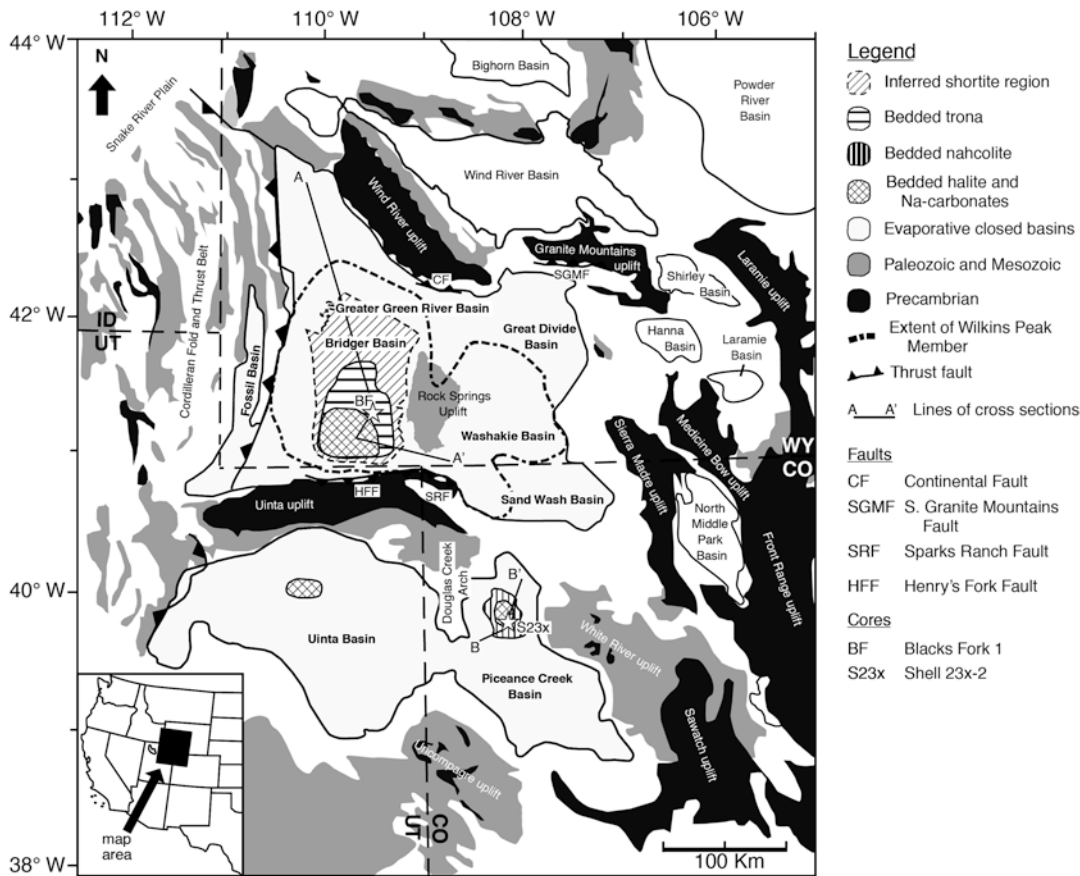 112° W
110° W
108° W
106° W
44° W
N
Snake River Plain
Bighorn Basin
Powder
River
Basin
A
Wind River uplift
Wind River Basin
CF
Granite Mountains
uplift
SGMF
Shirley
Basin
Laramie uplift
42° W
ID
UT
Cordilleran Fold and Thrust Belt
Fossil Basin
Greater Green River Basin
Bridger Basin
Great Divide
Basin
Hanna
Basin
Laramie
Basin
BF
Rock Springs
Uplift
Washakie Basin
A'
Sierra Madre uplift
Medicine Bow uplift
WY
CO
Uinta uplift
HFF
SRF
Sand Wash Basin
North
Middle
Park
Basin
Front Range uplift
40° W
Uinta Basin
Douglas Creek
Arch
B'
S23x
B
White River uplift
Piceance Creek
Basin
Sawatch uplift
Uncompagre uplift
CO
UT
map
area
38° W
100 Km
Legend
Inferred shortite region
Bedded trona
Bedded nahcolite
Bedded halite and
Na-carbonates
Evaporative closed basins
Paleozoic and Mesozoic
Precambrian
Extent of Wilkins Peak
Member
Thrust fault
A A' Lines of cross sections
Faults
CF Continental Fault
SGMF S. Granite Mountains
Fault
SRF Sparks Ranch Fault
HFF Henry's Fork Fault
Cores
BF Blacks Fork 1
S23x Shell 23x-2